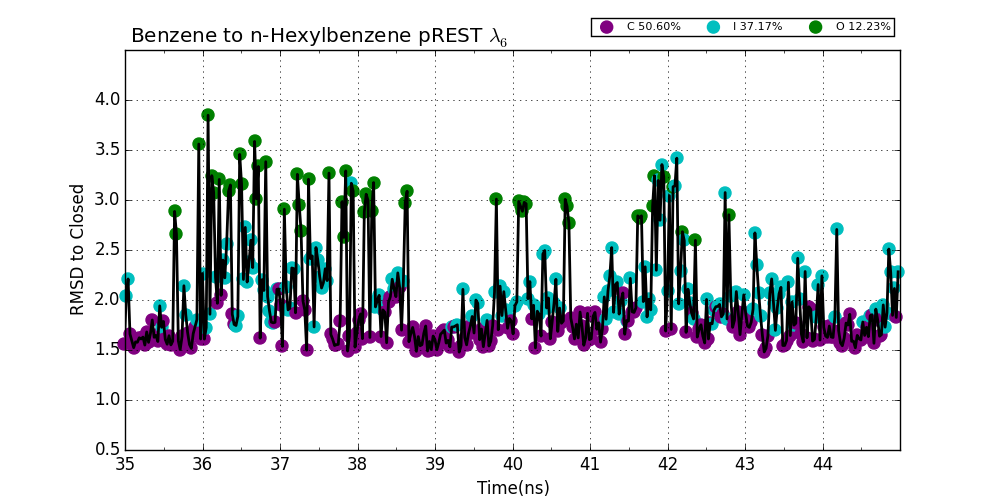 Benzene to n-Hexylbenzene pREST λ6
C 50.60% I 37.17% O 12.23%
RMSD to Closed
4.0
3.5
3.0
2.5
2.0
1.5
1.0
0.5
35 36 37 38 39 40 41 42 43 44
Time(ns)